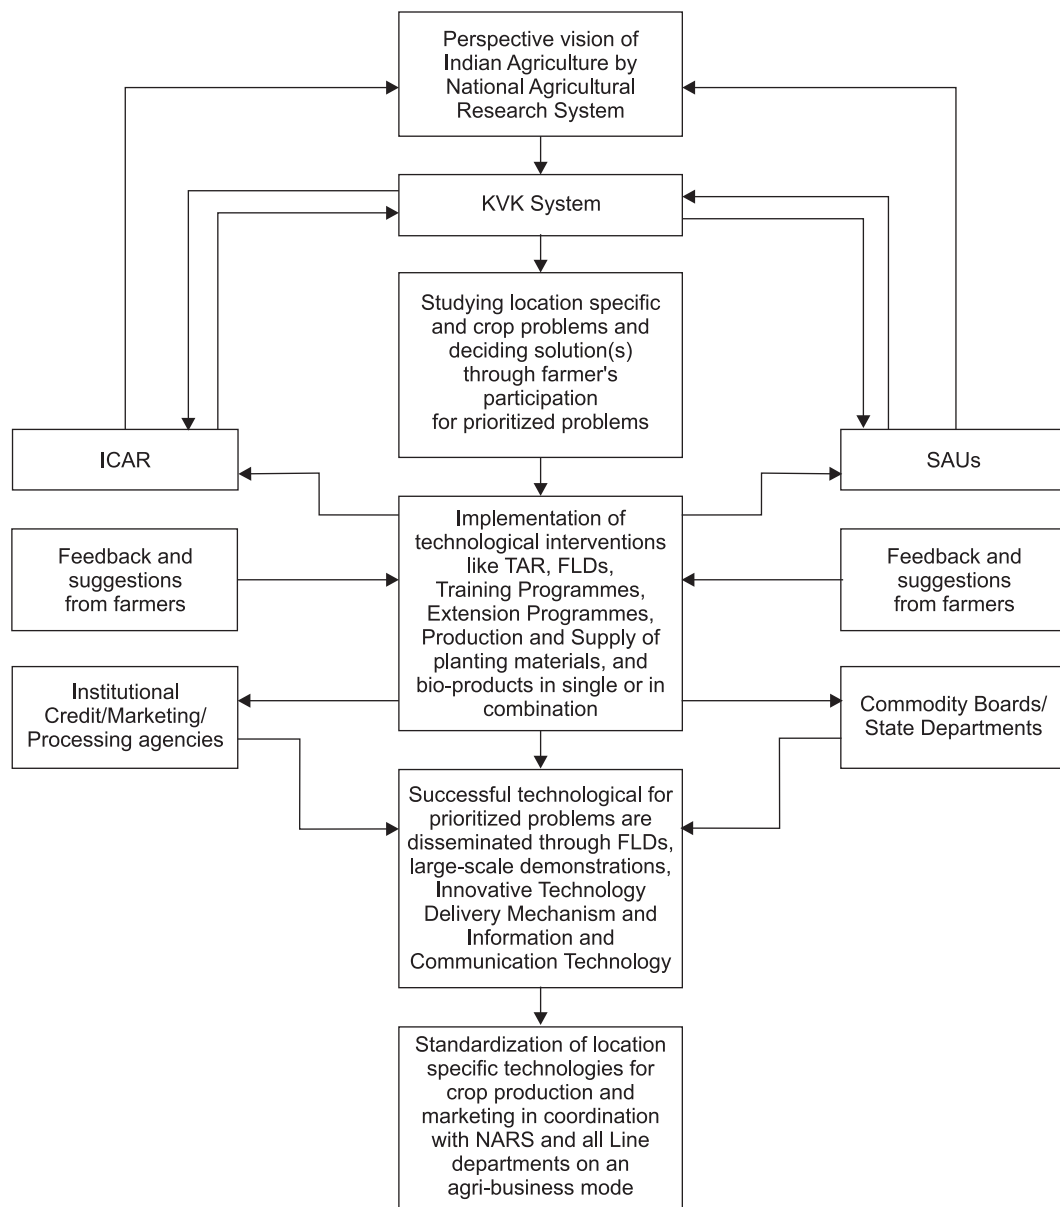 Perspective vision of
Indian Agriculture by
National Agricultural
Research System
KVK System
Studying location specific
and crop problems and
deciding solution(s)
through farmer's
participation
for prioritized problems
ICAR
SAUs
Implementation of
technological interventions
like TAR, FLDs,
Training Programmes,
Extension Programmes,
Production and Supply of
planting materials, and
bio-products in single or in
combination
Feedback and
suggestions
from farmers
Feedback and
suggestions
from farmers
Institutional
Credit/Marketing/
Processing agencies
Commodity Boards/
State Departments
Successful technological for
prioritized problems are
disseminated through FLDs,
large-scale demonstrations,
Innovative Technology
Delivery Mechanism and
Information and
Communication Technology
Standardization of location
specific technologies for
crop production and
marketing in coordination
with NARS and all Line
departments on an
agri-business mode